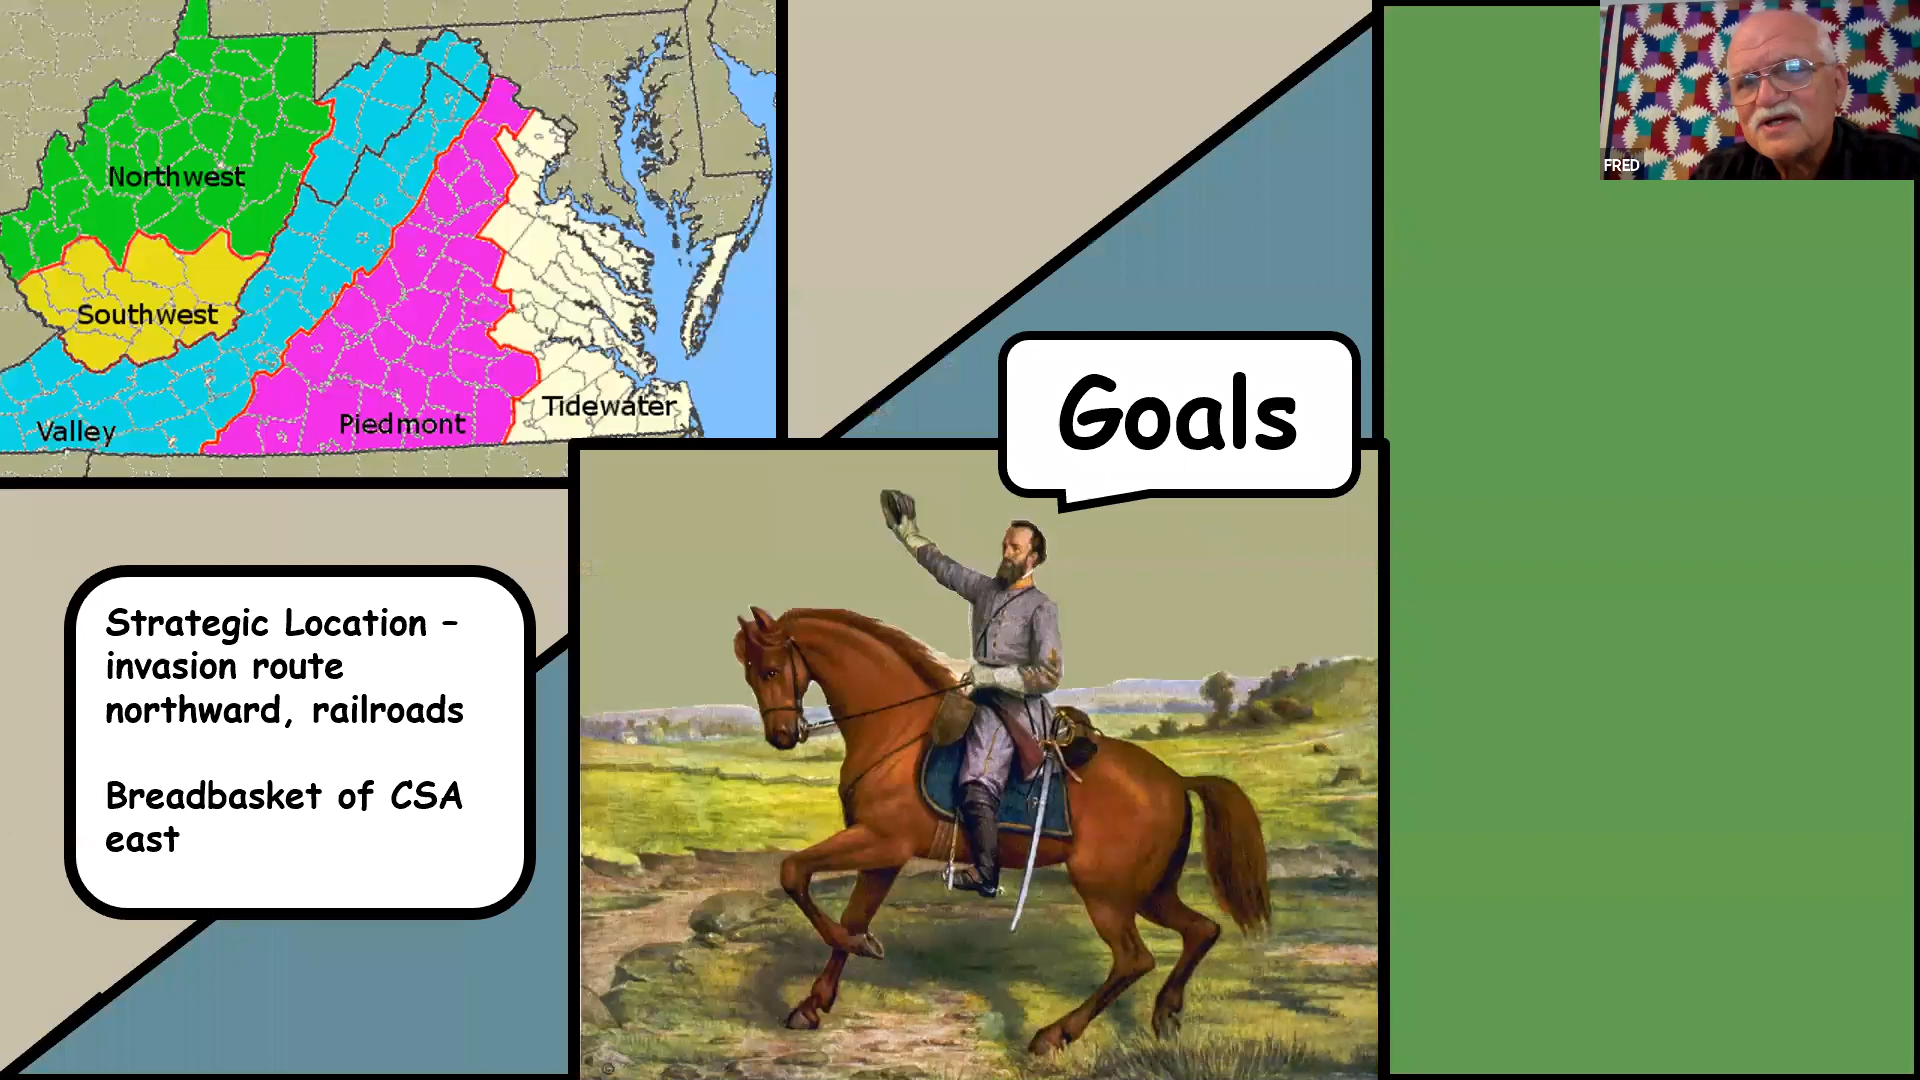 Northwest
Southwest
Valley
Piedmont
Tidewater
FRED
Goals
Strategic Location –
invasion route
northward, railroads
Breadbasket of CSA
east